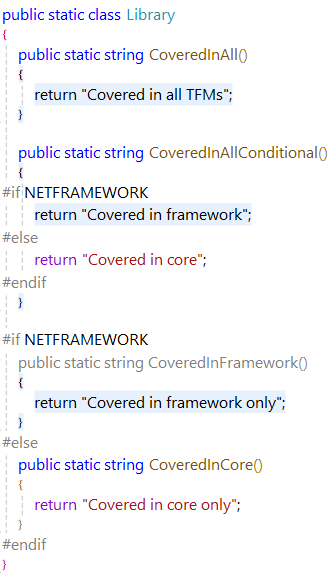 public static class Library
{
public static string CoveredInAll()
{
return "Covered in all TFMs";
}
public static string CoveredInAllConditional()
{
#if NETFRAMEWORK
return "Covered in framework";
#else
return "Covered in core";
#endif
}
#if NETFRAMEWORK
public static string CoveredInFramework()
{
return "Covered in framework only";
}
#else
public static string CoveredInCore()
{
return "Covered in core only";
}
#endif
}